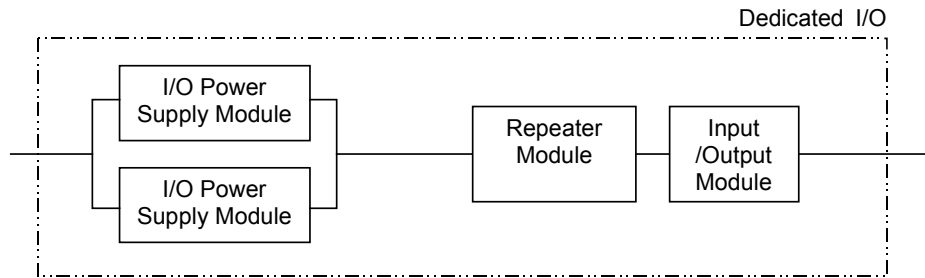 Dedicated I/O
I/O Power
Supply Module
I/O Power
Supply Module
Repeater
Module
Input
/Output
Module